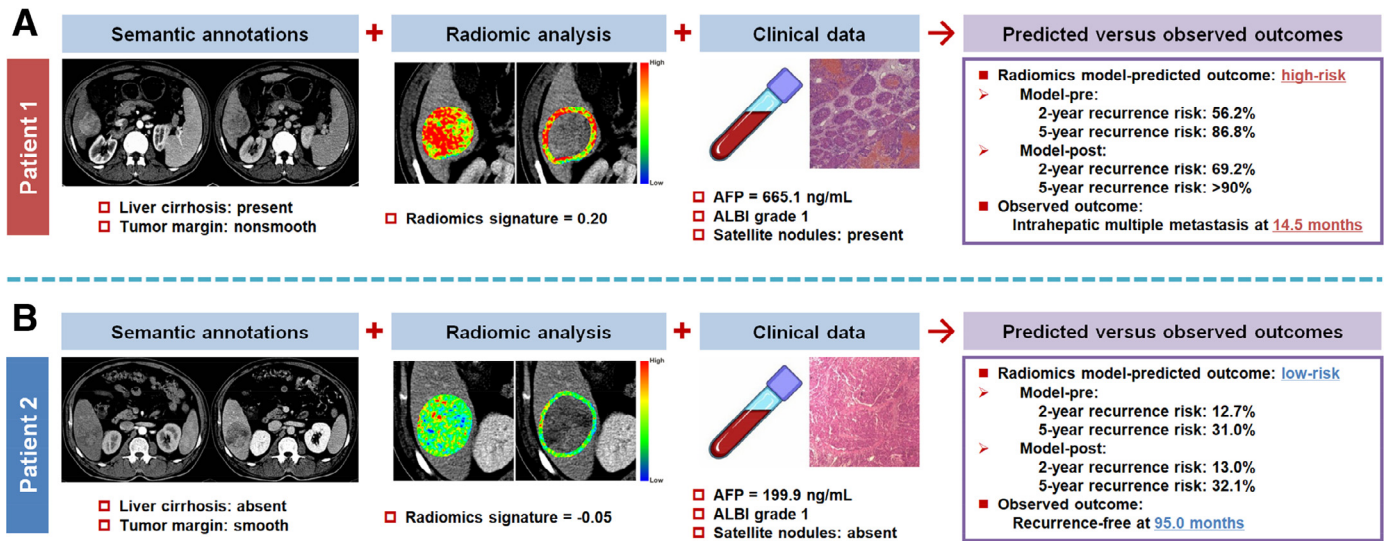 A
Semantic annotations + Radiomic analysis + Clinical data → Predicted versus observed outcomes
Patient 1
Liver cirrhosis: present
Tumor margin: nonsmooth
High
Low
Radiomics signature = 0.20
AFP = 665.1 ng/mL
ALBI grade 1
Satellite nodules: present
Radiomics model-predicted outcome: high-risk
Model-pre:
2-year recurrence risk: 56.2%
5-year recurrence risk: 86.8%
Model-post:
2-year recurrence risk: 69.2%
5-year recurrence risk: >90%
Observed outcome:
Intrahepatic multiple metastasis at 14.5 months
B
Semantic annotations + Radiomic analysis + Clinical data → Predicted versus observed outcomes
Patient 2
Liver cirrhosis: absent
Tumor margin: smooth
High
Low
Radiomics signature = -0.05
AFP = 199.9 ng/mL
ALBI grade 1
Satellite nodules: absent
Radiomics model-predicted outcome: low-risk
Model-pre:
2-year recurrence risk: 12.7%
5-year recurrence risk: 31.0%
Model-post:
2-year recurrence risk: 13.0%
5-year recurrence risk: 32.1%
Observed outcome:
Recurrence-free at 95.0 months